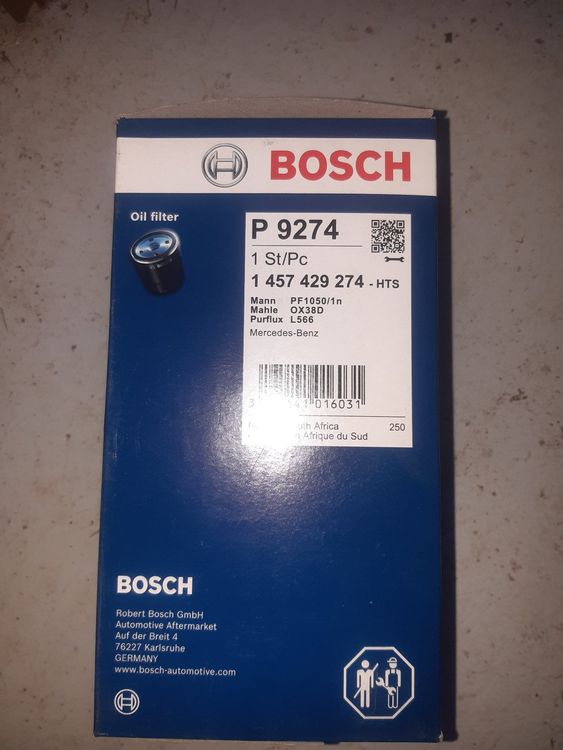 BOSCH
Oil filter
P 9274
1 St/Pc
1 457 429 274 - HTS
Mann PF1050/1n
Mahle OX38D
Purflux L566
Mercedes-Benz
016031
Africa 250
Afrique du Sud
BOSCH
Robert Bosch GmbH
Automotive Aftermarket
Auf der Breit 4
76227 Karlsruhe
GERMANY
www.bosch-automotive.com